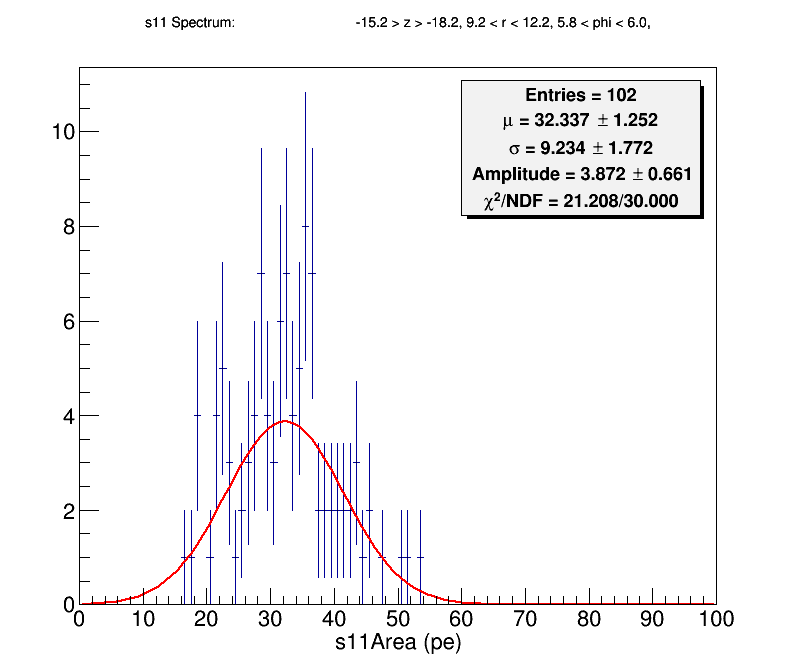 s11 Spectrum: -15.2 > z > -18.2, 9.2 < r < 12.2, 5.8 < phi < 6.0,
Entries = 102
μ = 32.337 ± 1.252
σ = 9.234 ± 1.772
Amplitude = 3.872 ± 0.661
χ²/NDF = 21.208/30.000
10
8
6
4
2
0
0 10 20 30 40 50 60 70 80 90 100
s11Area (pe)